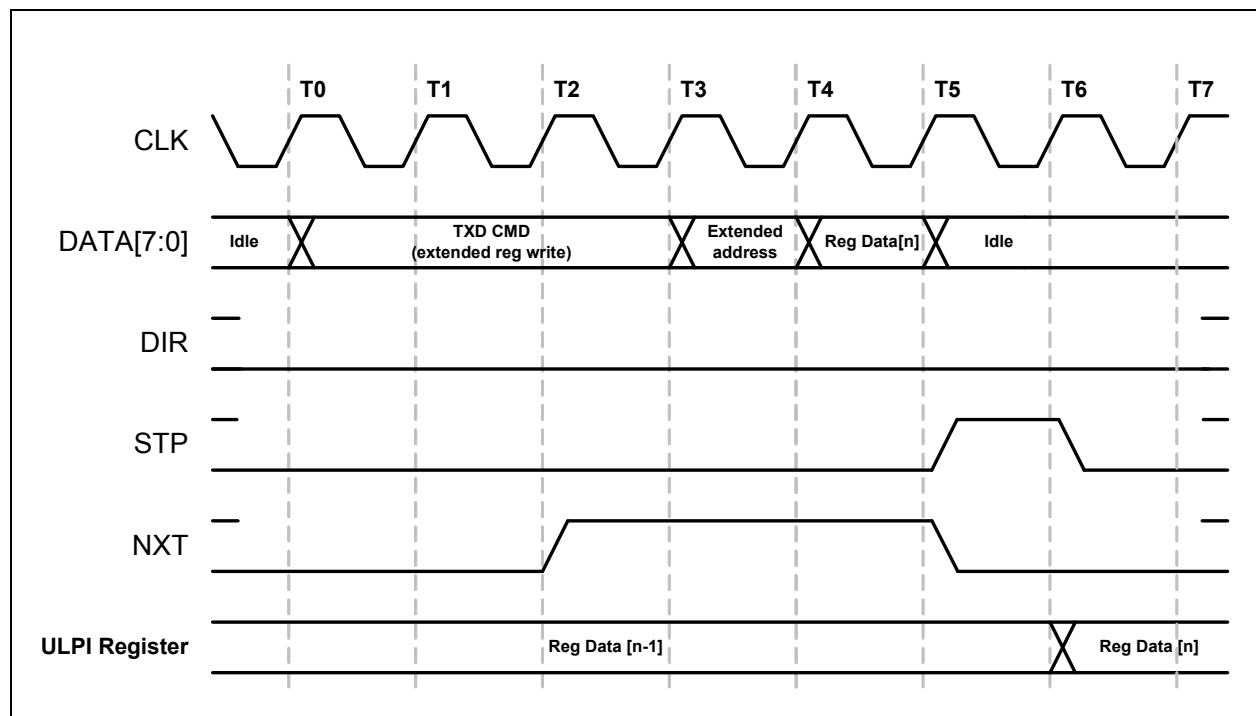 T0 T1 T2 T3 T4 T5 T6 T7
CLK
DATA[7:0]
Idle
TXD CMD
(extended reg write)
Extended
address
Reg Data[n]
Idle
DIR
STP
NXT
ULPI Register
Reg Data [n-1]
Reg Data [n]